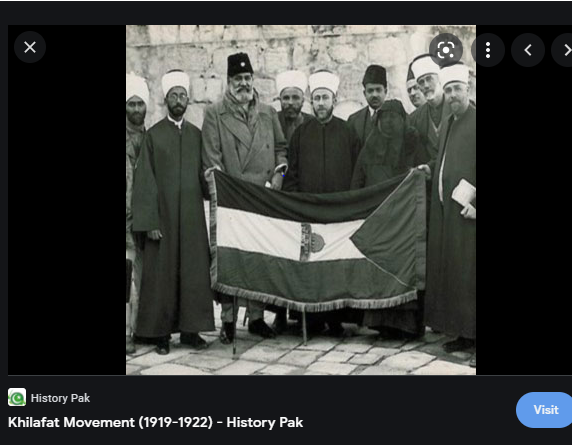 History Pak
Khilafat Movement (1919-1922) - History Pak
Visit